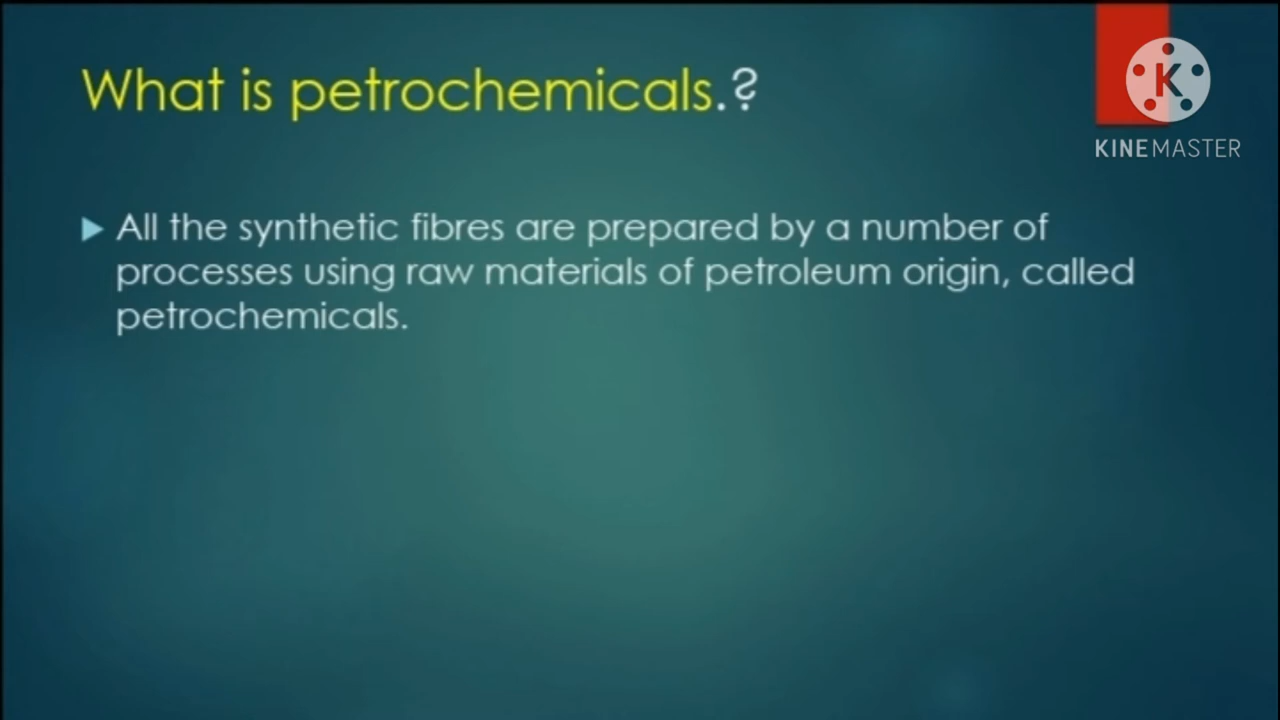 What is petrochemicals.?
K
KINEMASTER
All the synthetic fibres are prepared by a number of
processes using raw materials of petroleum origin, called
petrochemicals.